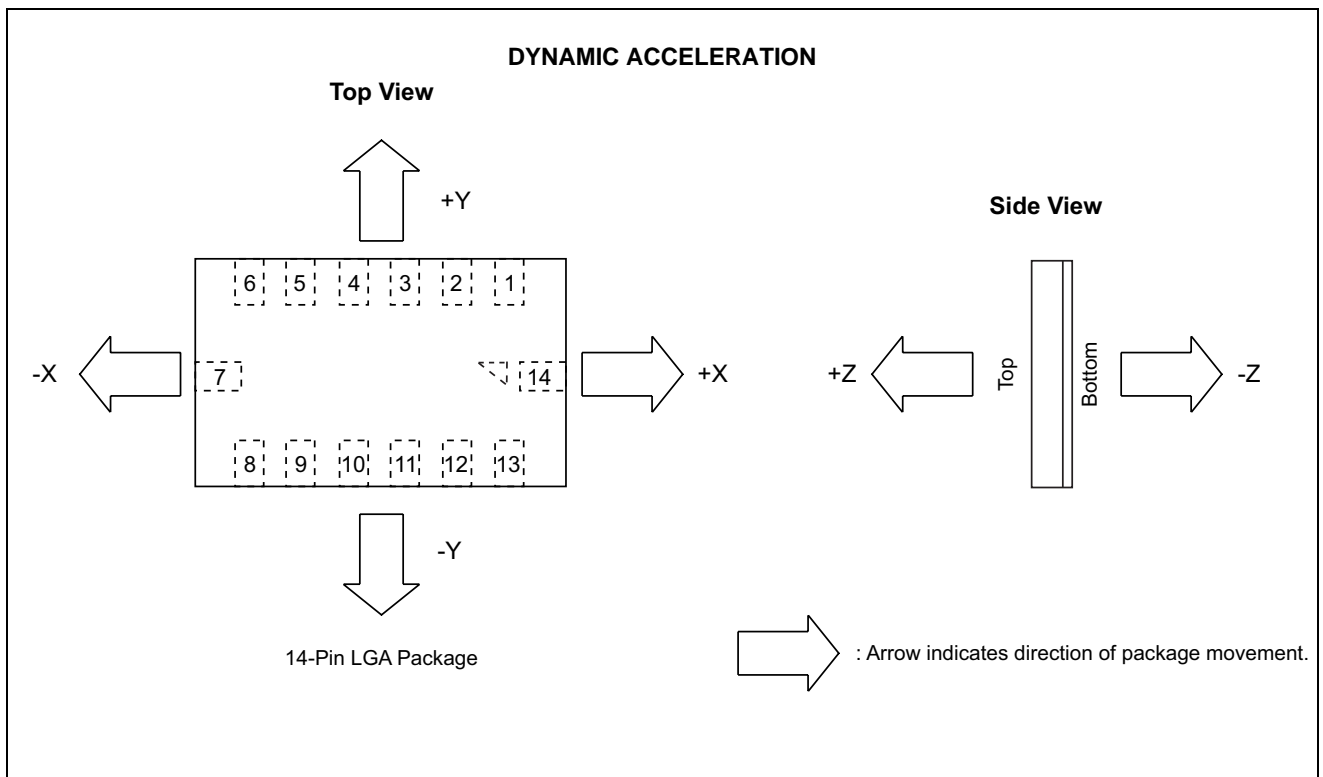 DYNAMIC ACCELERATION
Top View
+Y
Side View
6 5 4 3 2 1
-X
7
14
+X
+Z
Top
Bottom
-Z
8 9 10 11 12 13
-Y
14-Pin LGA Package
: Arrow indicates direction of package movement.